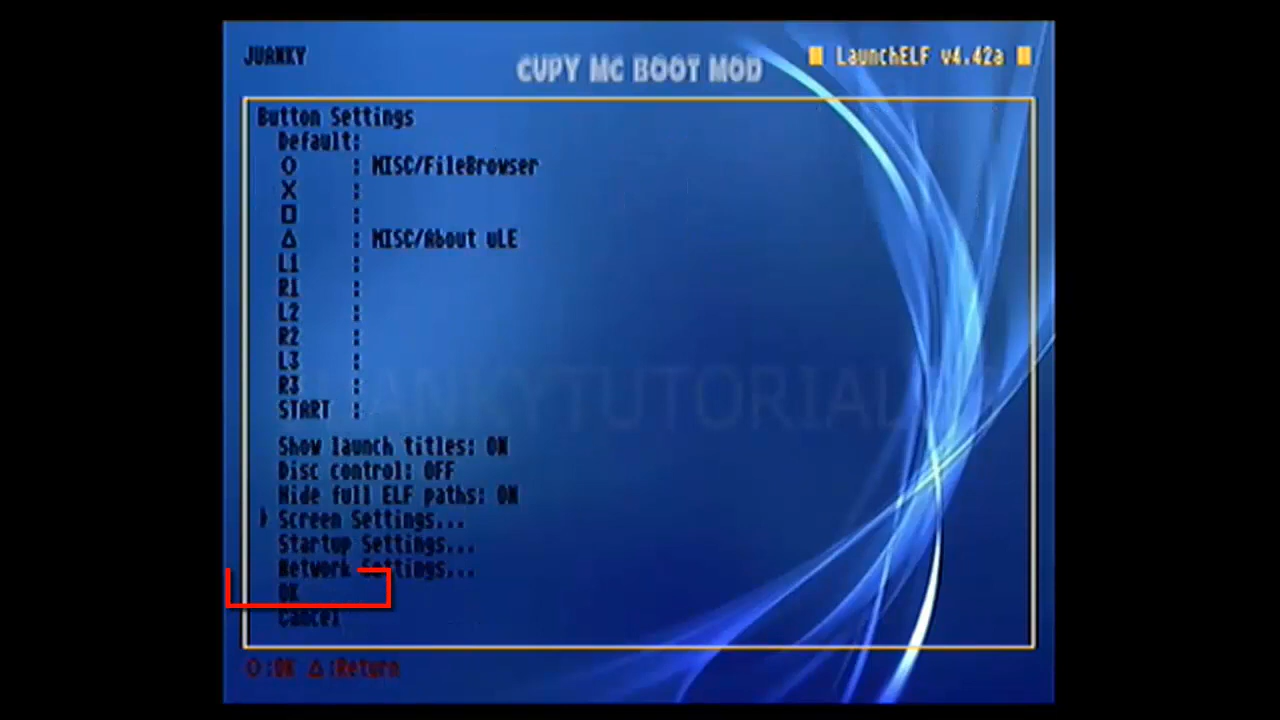 JUANKY
CUPY MC BOOT MOD
LaunchELF v4.42a
Button Settings
Default:
O : MISC/FileBrowser
X :
□ :
△ : MISC/About uLE
L1 :
R1 :
L2 :
R2 :
L3 :
R3 :
START :
ANKYTUTORIAL
Show launch titles: ON
Disc control: OFF
Hide full ELF paths: ON
Screen Settings...
Startup Settings...
Network Settings...
OK
Cancel
O:OK △:Return